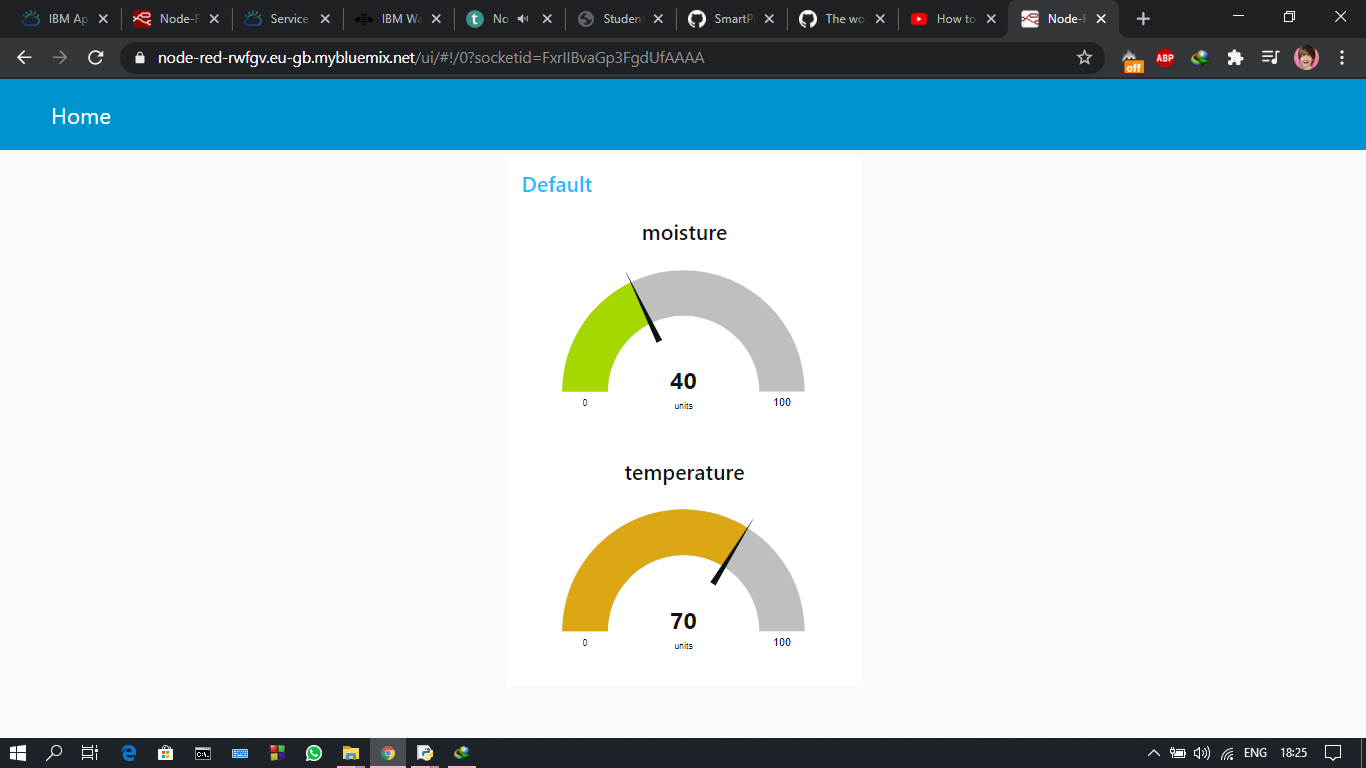 IBM Ap
Node-R
Service
IBM Wa
No
Student
SmartP
The wo
How to
Node-R
node-red-rwfgv.eu-gb.mybluemix.net/ui/#!/0?socketid=FxrIIBvaGp3FgdUfAAAA
off
ABP
Home
Default
moisture
40
units
0
100
temperature
70
units
0
100
ENG
18:25